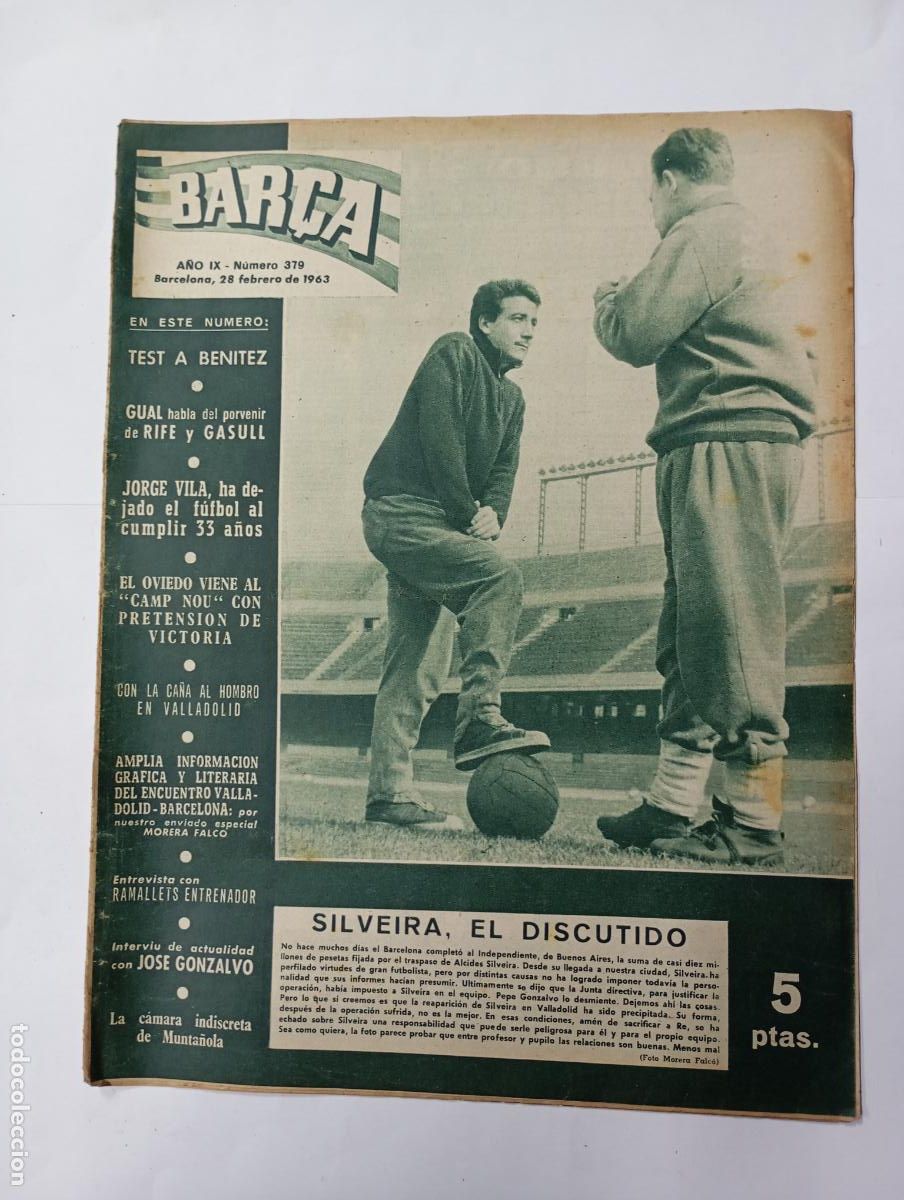 BARÇA
AÑO IX - Número 379
Barcelona, 28 febrero de 1963
EN ESTE NUMERO:
TEST A BENITEZ
GUAL habla del porvenir
de RIFE y GASULL
JORGE VILA, ha de-
jado el fútbol al
cumplir 33 años
EL OVIEDO VIENE AL
"CAMP NOU" CON
PRETENSION DE
VICTORIA
CON LA CAÑA AL HOMBRO
EN VALLADOLID
AMPLIA INFORMACION
GRAFICA Y LITERARIA
DEL ENCUENTRO VALLA-
DOLID-BARCELONA: por
nuestro enviado especial
MORERA FALCO
Entrevista con
RAMALLETS ENTRENADOR
Interviu de actualidad
con JOSE GONZALVO
La cámara indiscreta
de Muntañola
SILVEIRA, EL DISCUTIDO
No hace muchos días el Barcelona completó al Independiente, de Buenos Aires, la suma de casi diez mi-
llones de pesetas fijada por el traspaso de Alcides Silveira. Desde su llegada a nuestra ciudad, Silveira ha
perfilado virtudes de gran futbolista, pero por distintas causas no ha logrado imponer todavía la perso-
nalidad que sus informes hacían presumir. Ultimamente se dijo que la Junta directiva, para justificar la
operación, había impuesto a Silveira en el equipo. Pepe Gonzalvo lo desmiente. Dejemos ahí las cosas.
Pero lo que sí creemos es que la reaparición de Silveira en Valladolid ha sido precipitada. Su forma,
después de la operación sufrida, no es la mejor. En esas condiciones, amén de sacrificar a Re, se ha
echado sobre Silveira una responsabilidad que puede serle peligrosa para él y para el propio equipo.
Sea como quiera, la foto parece probar que entre profesor y pupilo las relaciones son buenas. Menos mal
(Foto Morera Falcó)
5
ptas.
todocoleccion.net